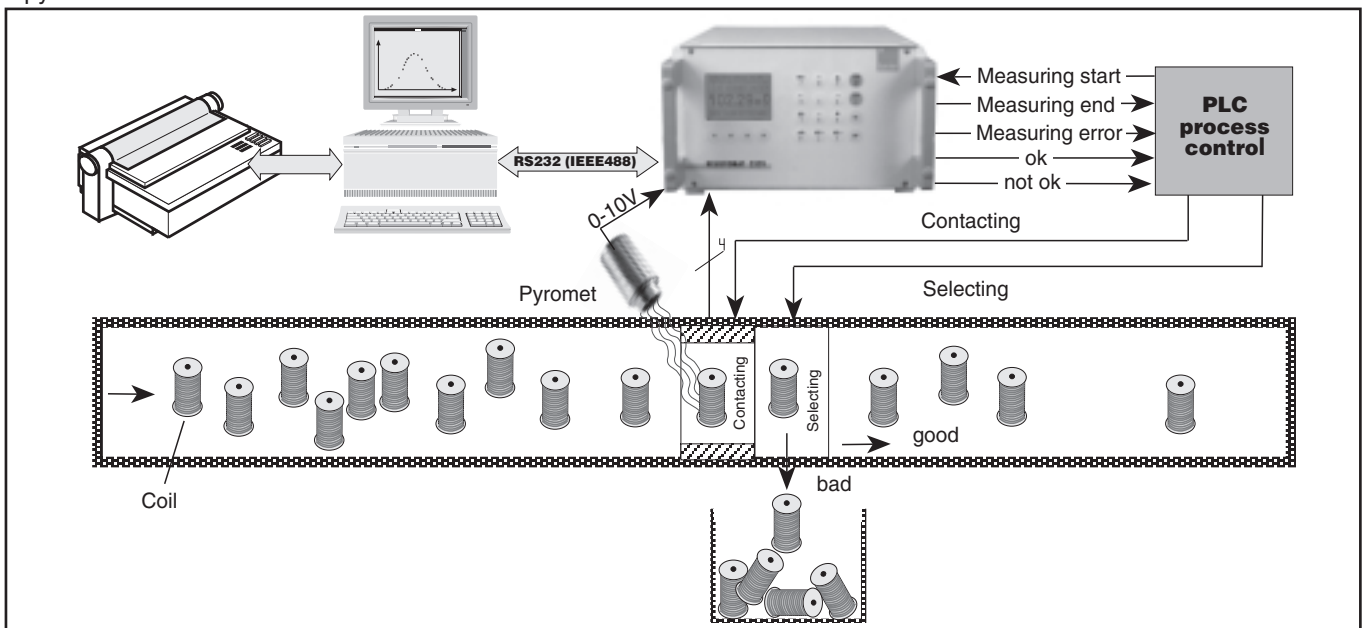 Measuring start
Measuring end
Measuring error
ok
not ok
PLC
process
control
RS232 (IEEE488)
0-10V
4
Contacting
Pyromet
Selecting
Contacting
Selecting
good
bad
Coil